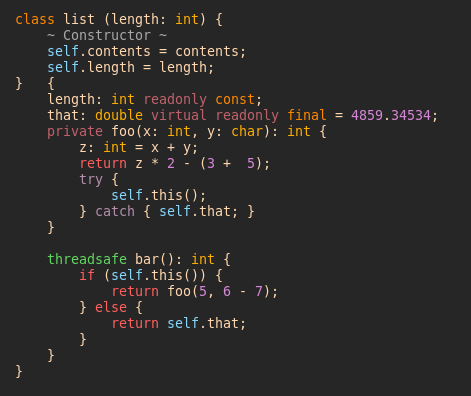 class list (length: int) {
    ~ Constructor ~
    self.contents = contents;
    self.length = length;
}   {
    length: int readonly const;
    that: double virtual readonly final = 4859.34534;
    private foo(x: int, y: char): int {
        z: int = x + y;
        return z * 2 - (3 +  5);
        try {
            self.this();
        } catch { self.that; }
    }

    threadsafe bar(): int {
        if (self.this()) {
            return foo(5, 6 - 7);
        } else {
            return self.that;
        }
    }
}